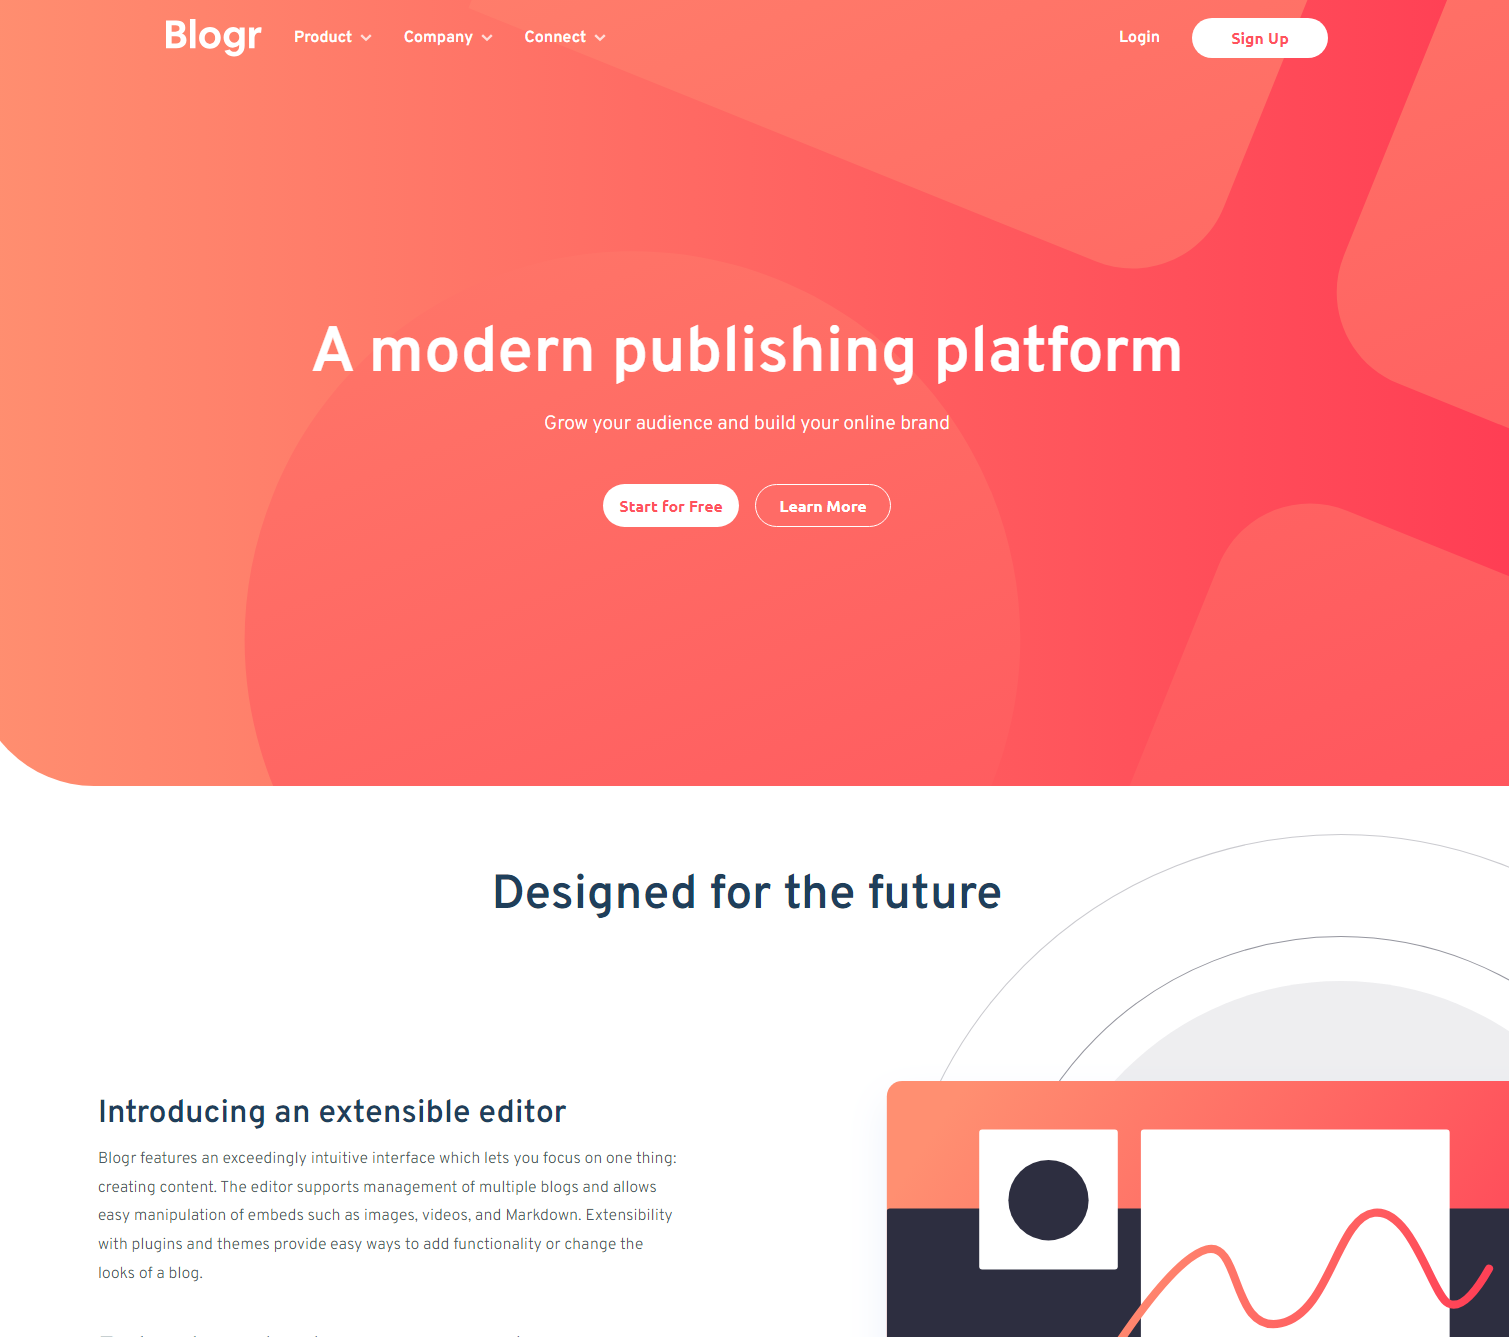 Blogr Product Company Connect Login Sign Up
A modern publishing platform
Grow your audience and build your online brand
Start for Free Learn More
Designed for the future
Introducing an extensible editor
Blogr features an exceedingly intuitive interface which lets you focus on one thing:
creating content. The editor supports management of multiple blogs and allows
easy manipulation of embeds such as images, videos, and Markdown. Extensibility
with plugins and themes provide easy ways to add functionality or change the
looks of a blog.